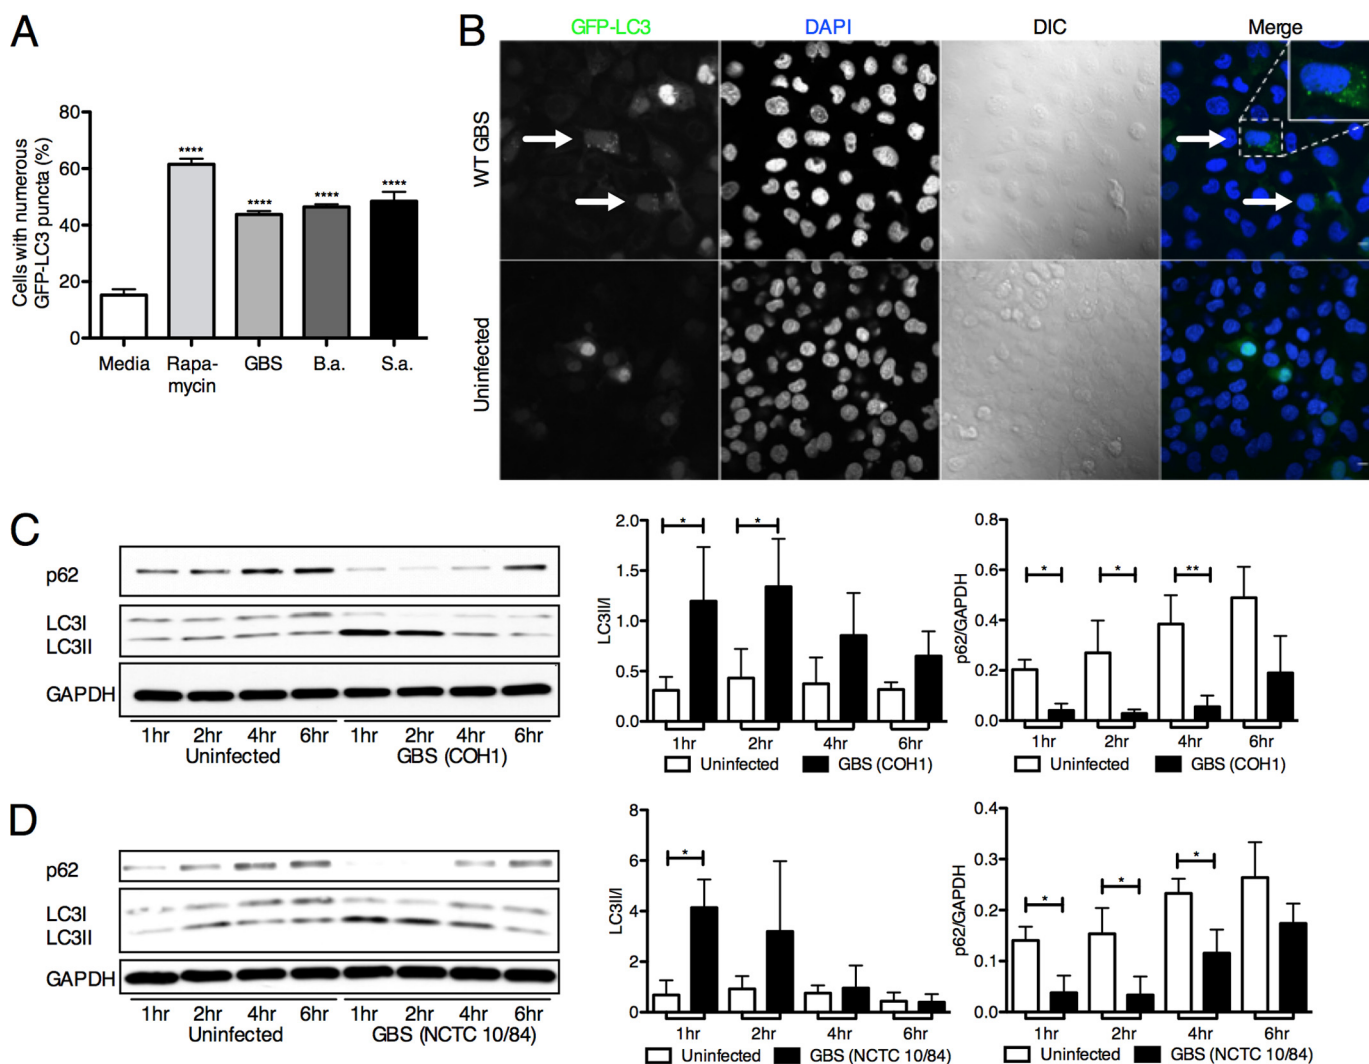 A
Cells with numerous
GFP-LC3 puncta (%)
80
60
40
20
0
****
****
****
****
Media
Rapa-
mycin
GBS
B.a.
S.a.
B
GFP-LC3
DAPI
DIC
Merge
WT GBS
Uninfected
C
p62
LC3I
LC3II
GAPDH
1hr 2hr 4hr 6hr 1hr 2hr 4hr 6hr
Uninfected GBS (COH1)
LC3II/I
2.0
1.5
1.0
0.5
0.0
* *
1hr 2hr 4hr 6hr
Uninfected GBS (COH1)
p62/GAPDH
0.8
0.6
0.4
0.2
0.0
* * **
1hr 2hr 4hr 6hr
Uninfected GBS (COH1)
D
p62
LC3I
LC3II
GAPDH
1hr 2hr 4hr 6hr 1hr 2hr 4hr 6hr
Uninfected GBS (NCTC 10/84)
LC3II/I
8
6
4
2
0
*
1hr 2hr 4hr 6hr
Uninfected GBS (NCTC 10/84)
p62/GAPDH
0.4
0.3
0.2
0.1
0.0
* * *
1hr 2hr 4hr 6hr
Uninfected GBS (NCTC 10/84)